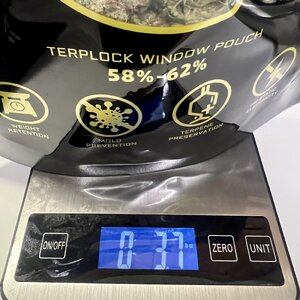 TERPLOCK WINDOW POUCH
58%-62%
WEIGHT
RETENTION
MOLD
PREVENTION
TERPENE
PRESERVATION
ON/OFF
0 37
ZERO
UNIT